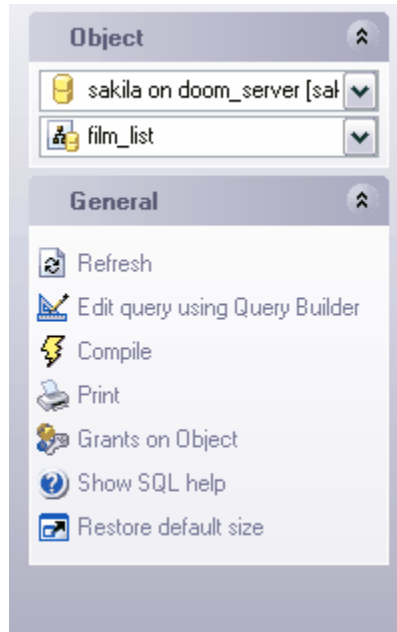 Object
sakila on doom_server [sak
film_list
General
Refresh
Edit query using Query Builder
Compile
Print
Grants on Object
Show SQL help
Restore default size